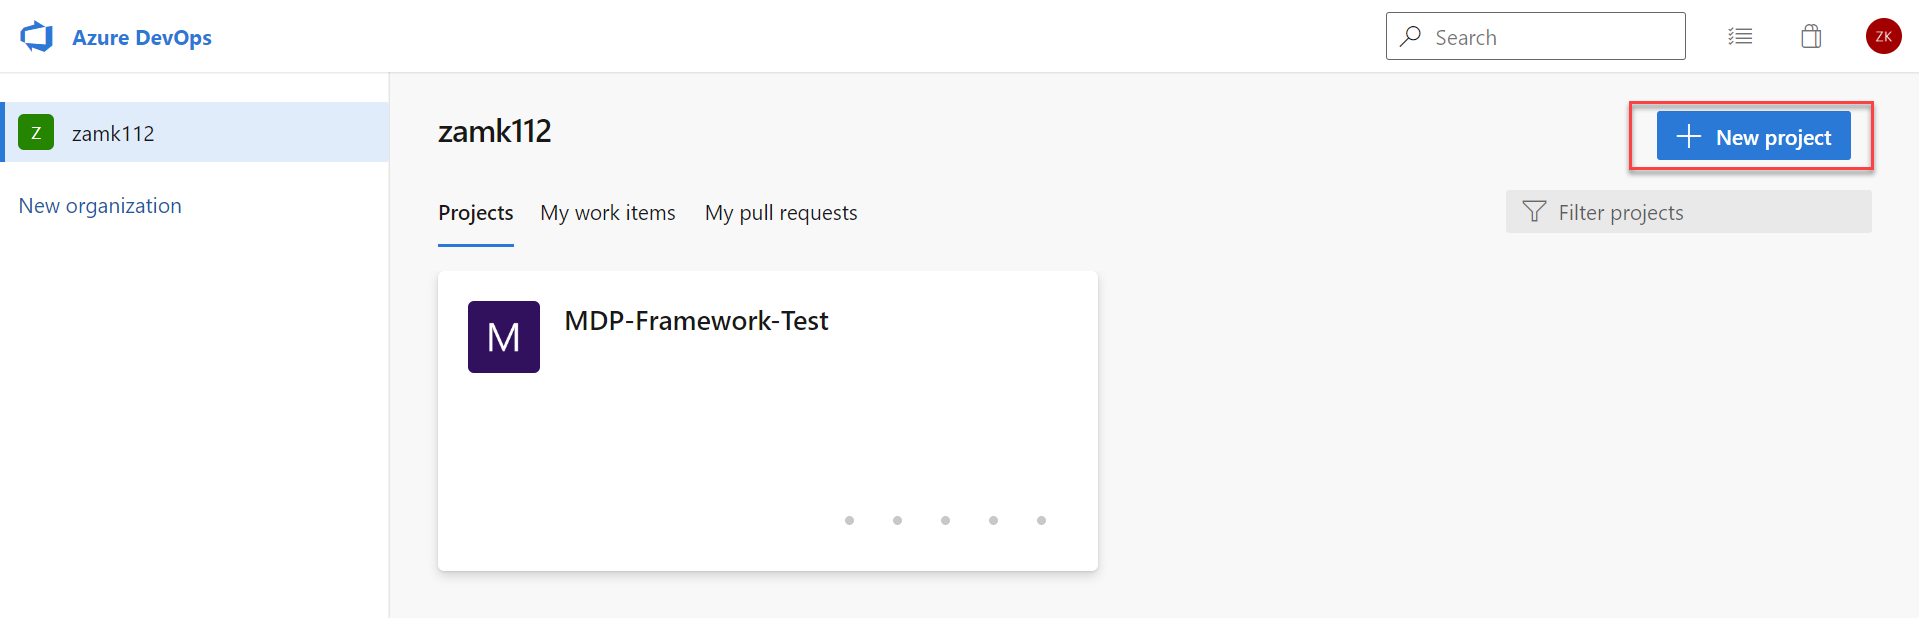 Azure DevOps
Search
ZK
Z
zamk112
New organization
zamk112
New project
Projects
My work items
My pull requests
Filter projects
M
MDP-Framework-Test